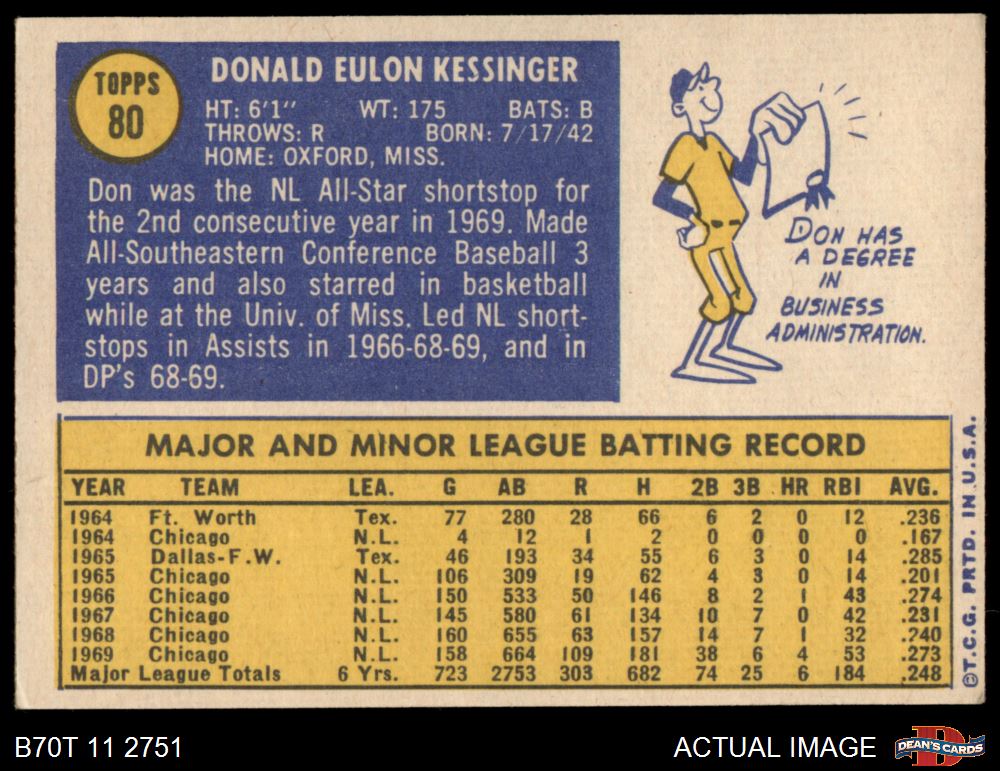 TOPPS
80
DONALD EULON KESSINGER
HT: 6'1" WT: 175 BATS: B
THROWS: R BORN: 7/17/42
HOME: OXFORD, MISS.
Don was the NL All-Star shortstop for
the 2nd consecutive year in 1969. Made
All-Southeastern Conference Baseball 3
years and also starred in basketball
while at the Univ. of Miss. Led NL short-
stops in Assists in 1966-68-69, and in
DP's 68-69.
DON HAS
A DEGREE
IN
BUSINESS
ADMINISTRATION.
MAJOR AND MINOR LEAGUE BATTING RECORD
YEAR TEAM LEA. G AB R H 2B 3B HR RBI AVG.
1964 Ft. Worth Tex. 77 280 28 66 6 2 0 12 .236
1964 Chicago N.L. 4 12 1 2 0 0 0 0 .167
1965 Dallas-F.W. Tex. 46 193 34 55 6 3 0 14 .285
1965 Chicago N.L. 106 309 19 62 4 3 0 14 .201
1966 Chicago N.L. 150 533 50 146 8 2 1 43 .274
1967 Chicago N.L. 145 580 61 134 10 7 0 42 .231
1968 Chicago N.L. 160 655 63 157 14 7 1 32 .240
1969 Chicago N.L. 158 664 109 181 38 6 4 53 .273
Major League Totals 6 Yrs. 723 2753 303 682 74 25 6 184 .248
©T.C.G. PRTD. IN U.S.A.
B70T 11 2751
ACTUAL IMAGE
DEAN'S CARDS